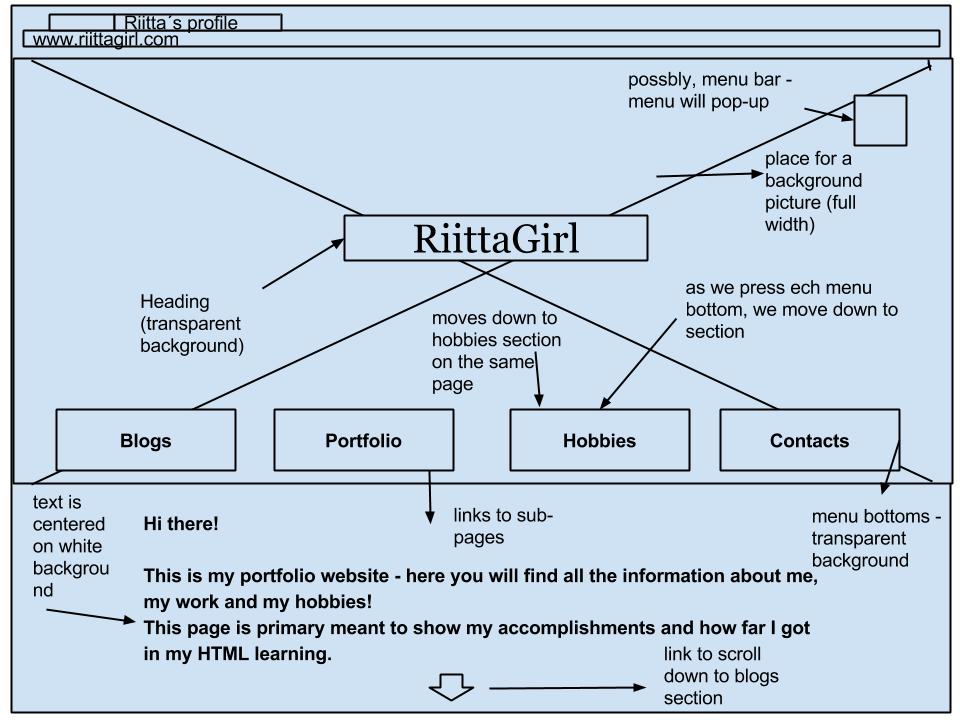 Riitta´s profile
www.riittagirl.com
possbly, menu bar -
menu will pop-up
place for a
background
picture (full
width)
RiittaGirl
Heading
(transparent
background)
moves down to
hobbies section
on the same
page
as we press ech menu
bottom, we move down to
section
Blogs
Portfolio
Hobbies
Contacts
text is
centered
on white
backgrou
nd
Hi there!
links to sub-
pages
menu bottoms -
transparent
background
This is my portfolio website - here you will find all the information about me,
my work and my hobbies!
This page is primary meant to show my accomplishments and how far I got
in my HTML learning.
link to scroll
down to blogs
section